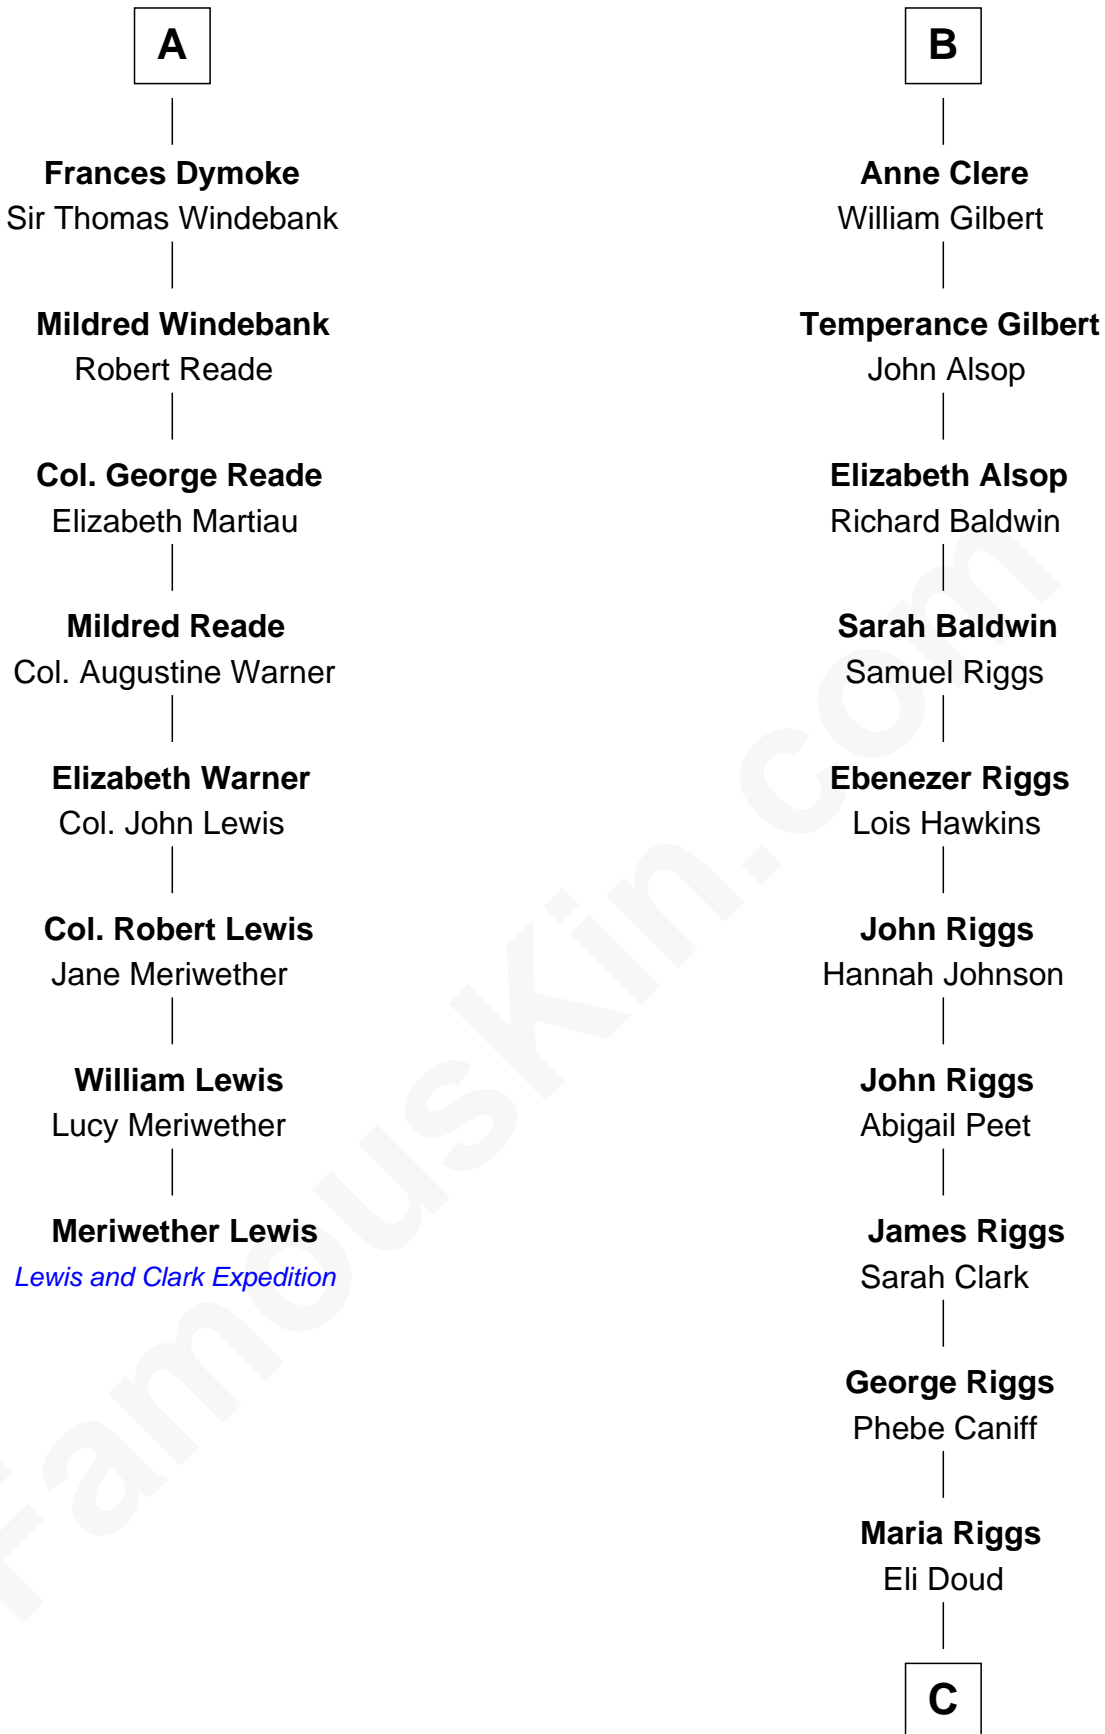 A
Frances Dymoke
Sir Thomas Windebank
Mildred Windebank
Robert Reade
Col. George Reade
Elizabeth Martiau
Mildred Reade
Col. Augustine Warner
Elizabeth Warner
Col. John Lewis
Col. Robert Lewis
Jane Meriwether
William Lewis
Lucy Meriwether
Meriwether Lewis
Lewis and Clark Expedition
B
Anne Clere
William Gilbert
Temperance Gilbert
John Alsop
Elizabeth Alsop
Richard Baldwin
Sarah Baldwin
Samuel Riggs
Ebenezer Riggs
Lois Hawkins
John Riggs
Hannah Johnson
John Riggs
Abigail Peet
James Riggs
Sarah Clark
George Riggs
Phebe Caniff
Maria Riggs
Eli Doud
C
FamousKin.com